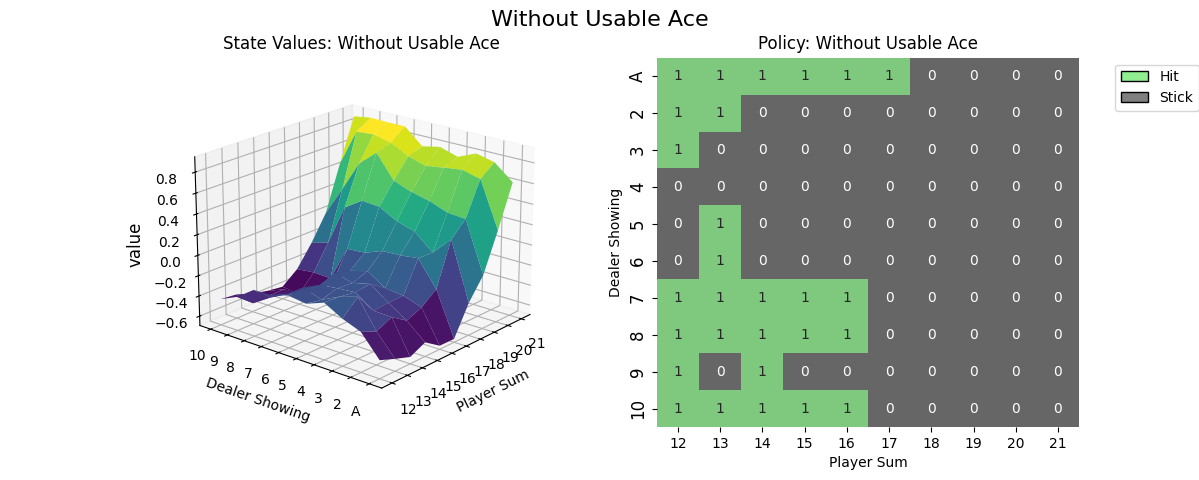 Without Usable Ace
State Values: Without Usable Ace
value
0.8
0.6
0.4
0.2
0.0
−0.2
−0.4
−0.6
10 9 8 7 6 5 4 3 2 A
Dealer Showing
12 13 14 15 16 17 18 19 20 21
Player Sum
Policy: Without Usable Ace
Dealer Showing
A 1 1 1 1 1 1 0 0 0 0
2 1 1 0 0 0 0 0 0 0 0
3 1 0 0 0 0 0 0 0 0 0
4 0 0 0 0 0 0 0 0 0 0
5 0 1 0 0 0 0 0 0 0 0
6 0 1 0 0 0 0 0 0 0 0
7 1 1 1 1 1 0 0 0 0 0
8 1 1 1 1 1 0 0 0 0 0
9 1 0 1 0 0 0 0 0 0 0
10 1 1 1 1 1 0 0 0 0 0
12 13 14 15 16 17 18 19 20 21
Player Sum
Hit
Stick